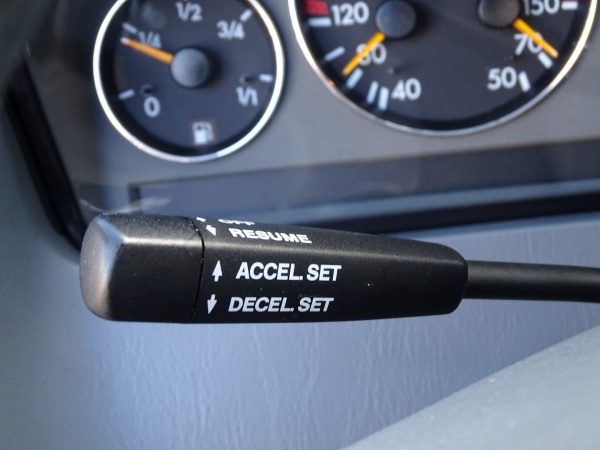 1/2
1/4
3/4
0
1/1
120
80
40
150
70
50
OFF
RESUME
ACCEL. SET
DECEL. SET